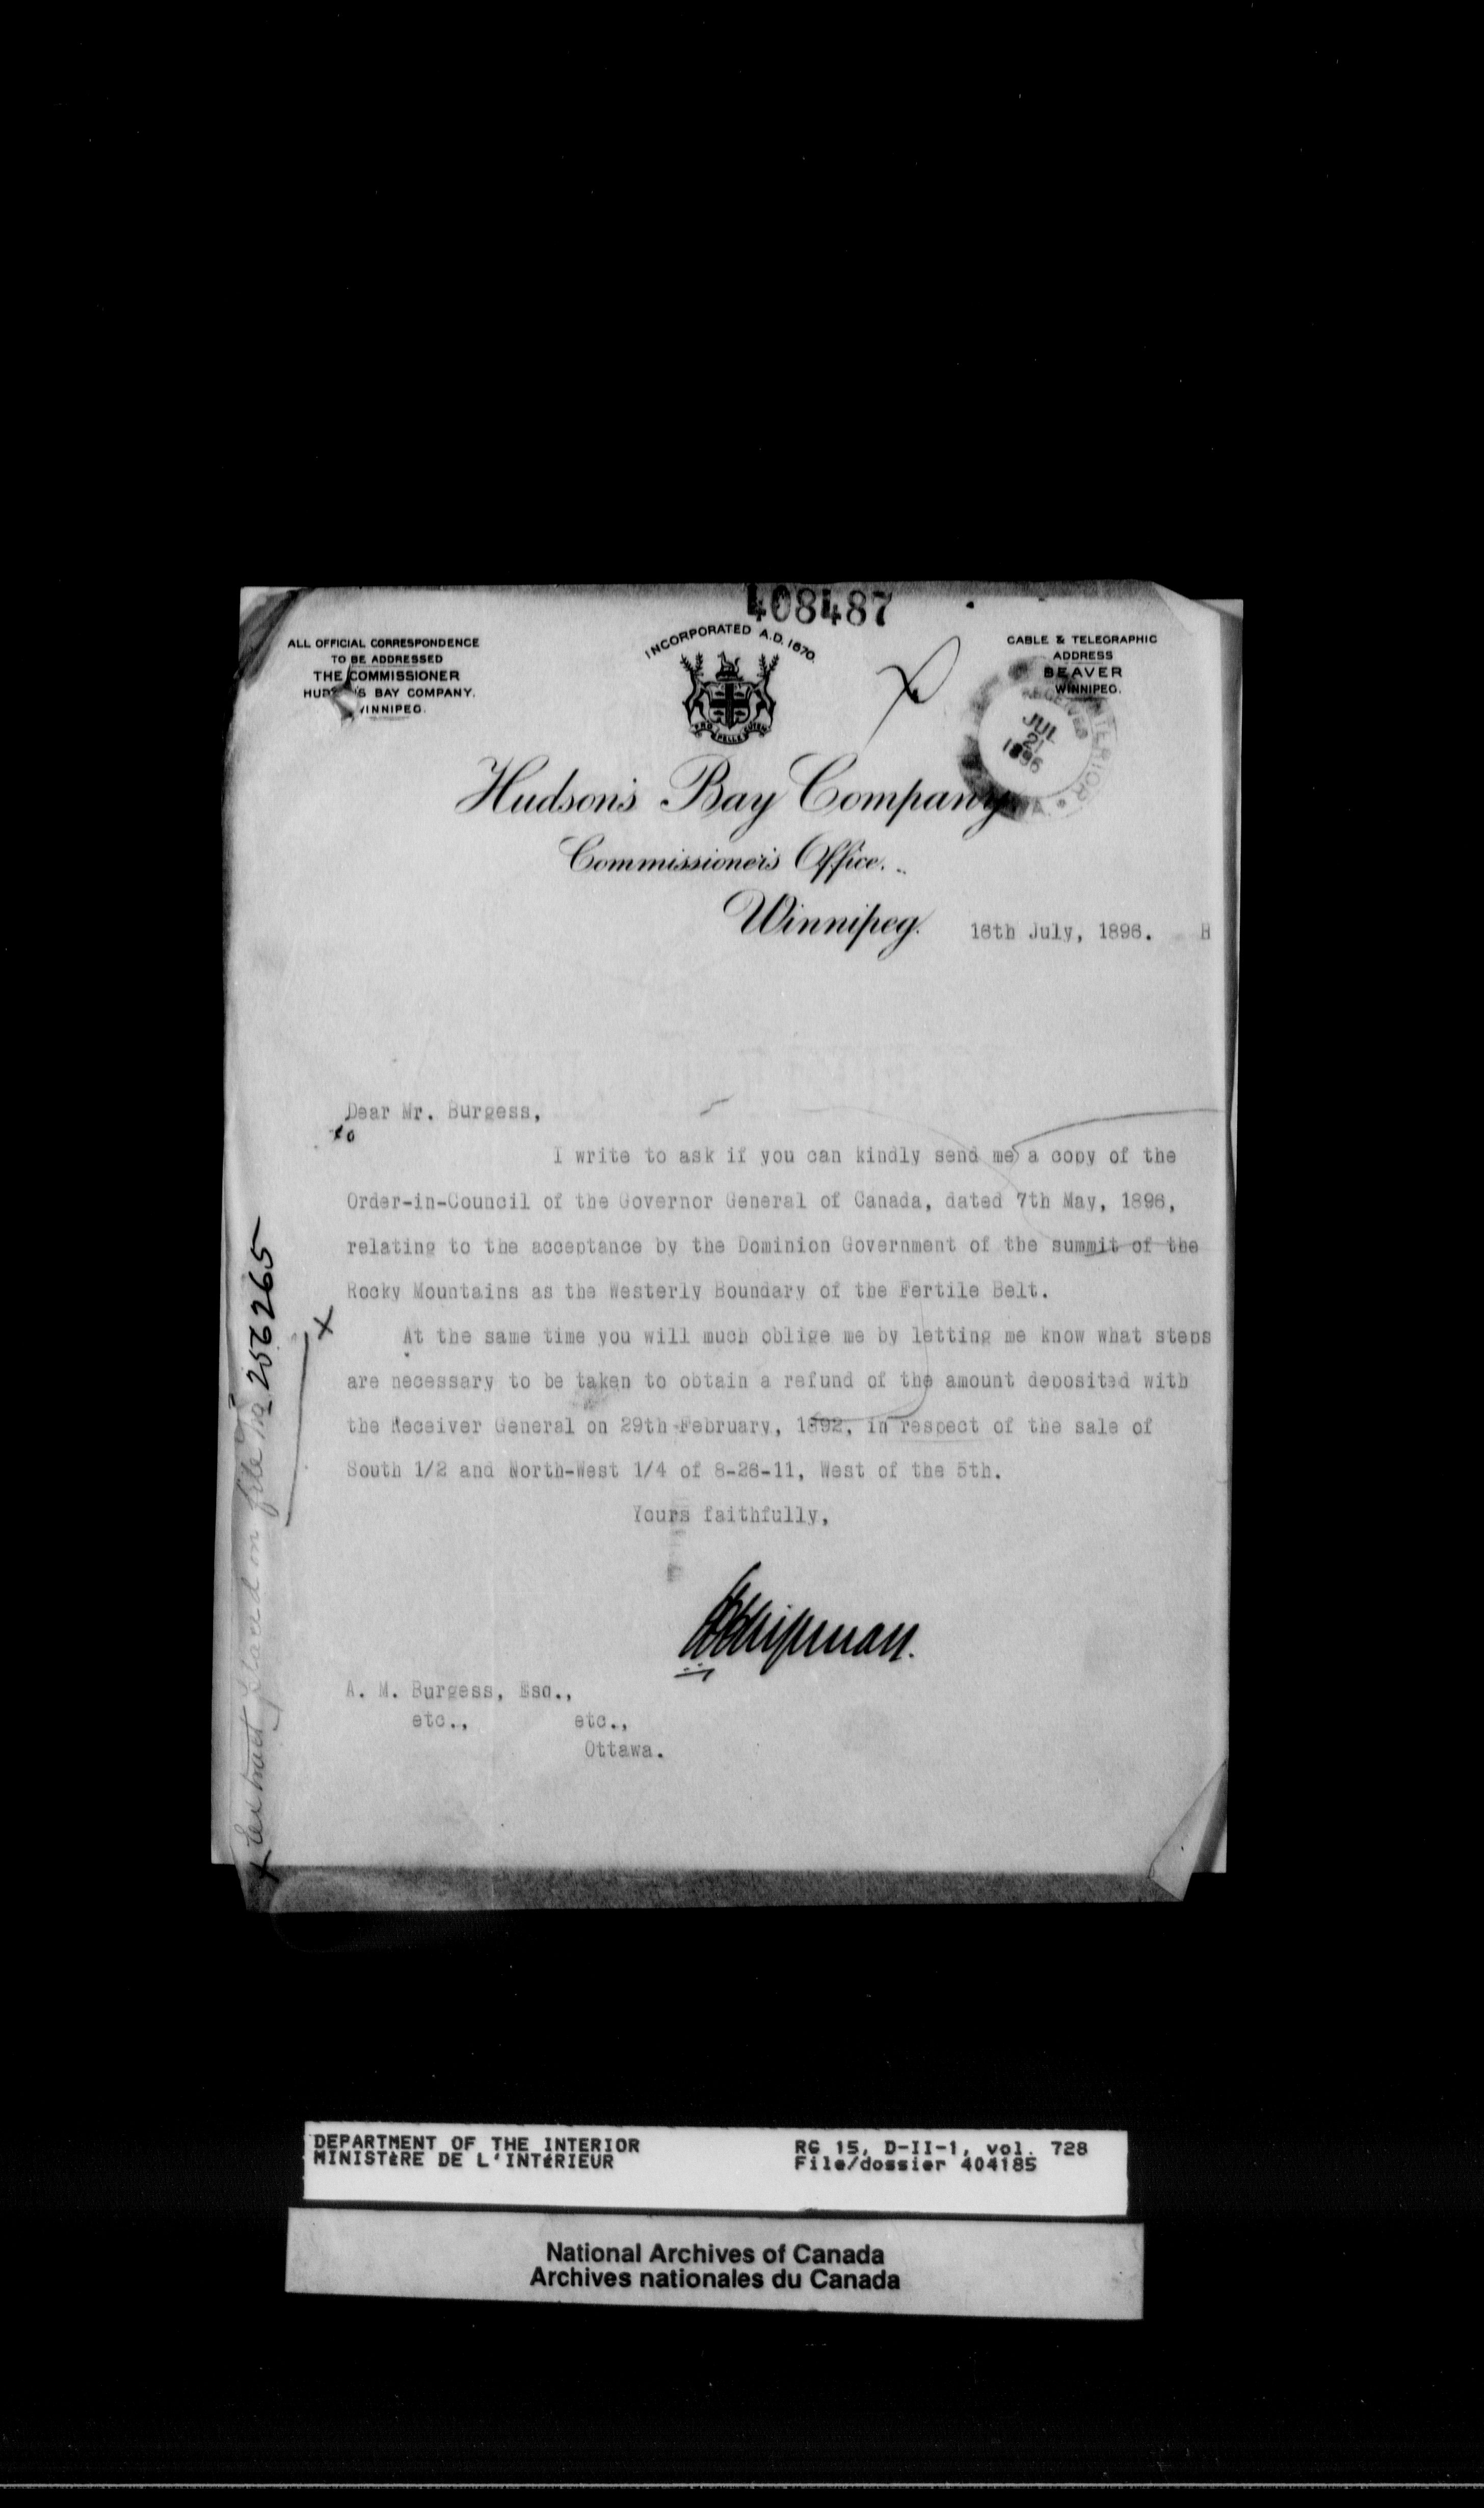 408487
ALL OFFICIAL CORRESPONDENCE
TO BE ADDRESSED
THE COMMISSIONER
HUDSON'S BAY COMPANY.
WINNIPEG.
INCORPORATED A.D. 1670.
CABLE & TELEGRAPHIC
ADDRESS
BEAVER
WINNIPEG.
JUL
21
1896
Hudson's Bay Company
Commissioner's Office.
Winnipeg. 16th July, 1896. H
Dear Mr. Burgess,
I write to ask if you can kindly send me a copy of the
Order-in-Council of the Governor General of Canada, dated 7th May, 1896,
relating to the acceptance by the Dominion Government of the summit of the
Rocky Mountains as the Westerly Boundary of the Fertile Belt.
At the same time you will much oblige me by letting me know what steps
are necessary to be taken to obtain a refund of the amount deposited with
the Receiver General on 29th February, 1892, in respect of the sale of
South 1/2 and North-West 1/4 of 8-26-11, West of the 5th.
Yours faithfully,
Chipman.
A. M. Burgess, Esq.,
etc., etc.,
Ottawa.
x Extract placed on file No 256265
DEPARTMENT OF THE INTERIOR RG 15, D-II-1, vol. 728
MINISTÈRE DE L'INTÉRIEUR File/dossier 404185
National Archives of Canada
Archives nationales du Canada